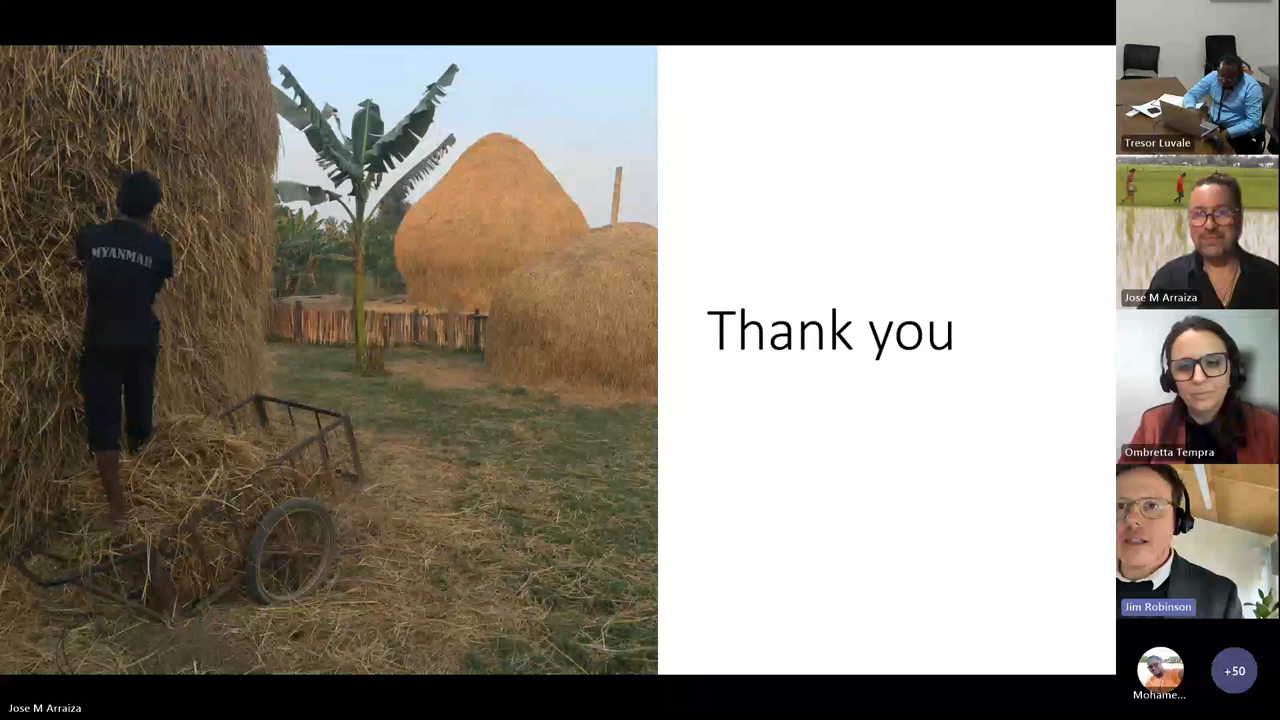 MYANMAR
Thank you
Tresor Luvale
Jose M Arraiza
Ombretta Tempra
Jim Robinson
Mohame...
+50
Jose M Arraiza